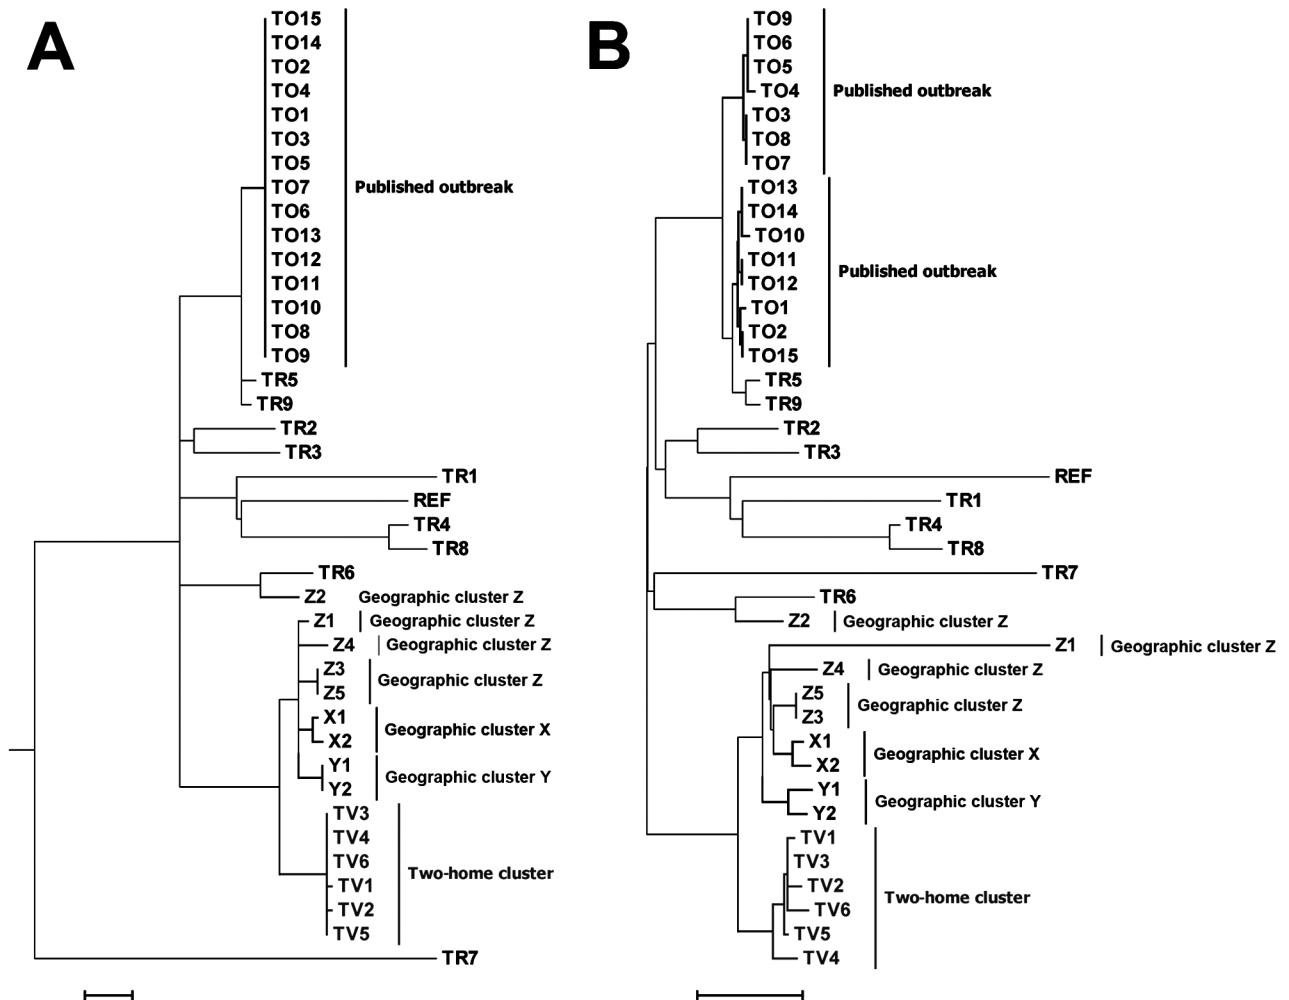 A
TO15
TO14
TO2
TO4
TO1
TO3
TO5
TO7
Published outbreak
TO6
TO13
TO12
TO11
TO10
TO8
TO9
TR5
TR9
TR2
TR3
TR1
REF
TR4
TR8
TR6
Z2 Geographic cluster Z
Z1 Geographic cluster Z
Z4 Geographic cluster Z
Z3
Geographic cluster Z
Z5
X1
Geographic cluster X
X2
Y1
Geographic cluster Y
Y2
TV3
TV4
TV6
Two-home cluster
TV1
TV2
TV5
TR7
B
TO9
TO6
TO5
TO4
Published outbreak
TO3
TO8
TO7
TO13
TO14
TO10
TO11
Published outbreak
TO12
TO1
TO2
TO15
TR5
TR9
TR2
TR3
REF
TR1
TR4
TR8
TR7
TR6
Z2 Geographic cluster Z
Z1 Geographic cluster Z
Z4 Geographic cluster Z
Z5
Geographic cluster Z
Z3
X1
Geographic cluster X
X2
Y1
Geographic cluster Y
Y2
TV1
TV3
TV2
Two-home cluster
TV6
TV5
TV4